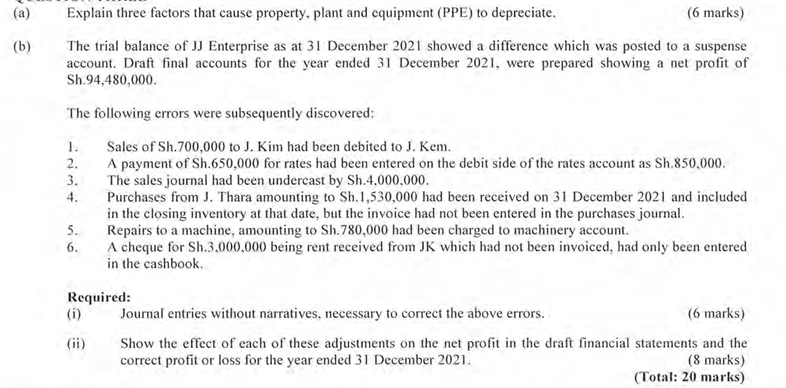 (a) Explain three factors that cause property, plant and equipment (PPE) to depreciate. (6 marks)
(b) The trial balance of JJ Enterprise as at 31 December 2021 showed a difference which was posted to a suspense
account. Draft final accounts for the year ended 31 December 2021, were prepared showing a net profit of
Sh.94,480,000.
The following errors were subsequently discovered:
1. Sales of Sh.700,000 to J. Kim had been debited to J. Kem.
2. A payment of Sh.650,000 for rates had been entered on the debit side of the rates account as Sh.850,000.
3. The sales journal had been undercast by Sh.4,000,000.
4. Purchases from J. Thara amounting to Sh.1,530,000 had been received on 31 December 2021 and included
in the closing inventory at that date, but the invoice had not been entered in the purchases journal.
5. Repairs to a machine, amounting to Sh.780,000 had been charged to machinery account.
6. A cheque for Sh.3,000,000 being rent received from JK which had not been invoiced, had only been entered
in the cashbook.
Required:
(i) Journal entries without narratives, necessary to correct the above errors. (6 marks)
(ii) Show the effect of each of these adjustments on the net profit in the draft financial statements and the
correct profit or loss for the year ended 31 December 2021. (8 marks)
(Total: 20 marks)